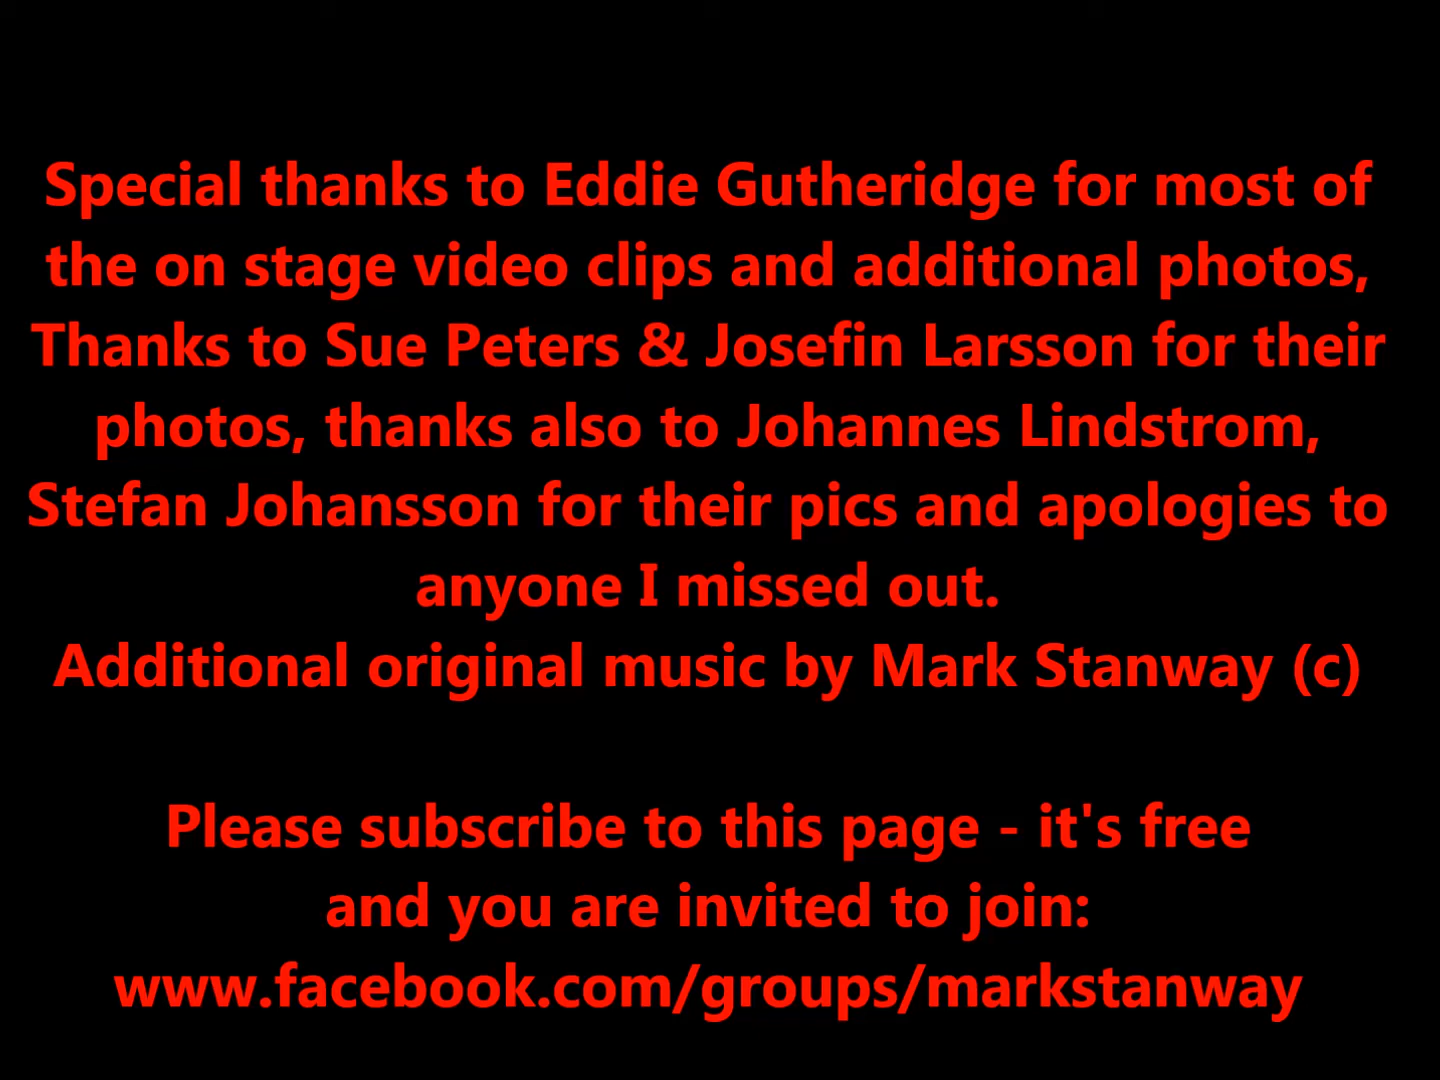 Special thanks to Eddie Gutheridge for most of
the on stage video clips and additional photos,
Thanks to Sue Peters & Josefin Larsson for their
photos, thanks also to Johannes Lindstrom,
Stefan Johansson for their pics and apologies to
anyone I missed out.
Additional original music by Mark Stanway (c)
Please subscribe to this page - it's free
and you are invited to join:
www.facebook.com/groups/markstanway